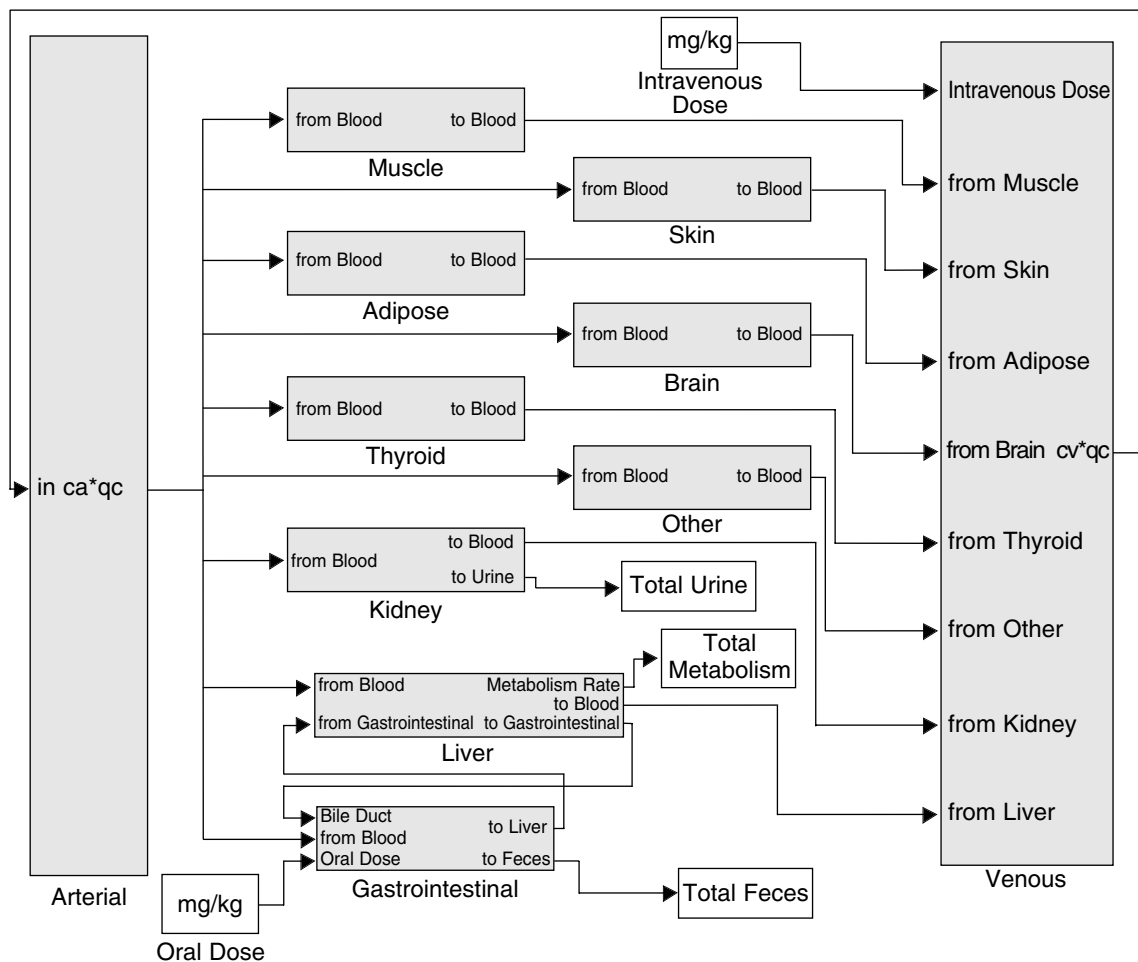 mg/kg
Intravenous
Dose
Intravenous Dose
from Blood to Blood
Muscle
from Muscle
from Blood to Blood
Skin
from Skin
from Blood to Blood
Adipose
from Adipose
from Blood to Blood
Brain
from Brain cv*qc
from Blood to Blood
Thyroid
in ca*qc
from Blood to Blood
Other
from Thyroid
from Blood
to Blood
to Urine
Kidney
Total Urine
from Other
Total
Metabolism
from Blood
Metabolism Rate
to Blood
from Gastrointestinal
to Gastrointestinal
Liver
from Kidney
Bile Duct
from Blood
Oral Dose
to Liver
to Feces
Gastrointestinal
from Liver
Arterial
Venous
mg/kg
Oral Dose
Total Feces